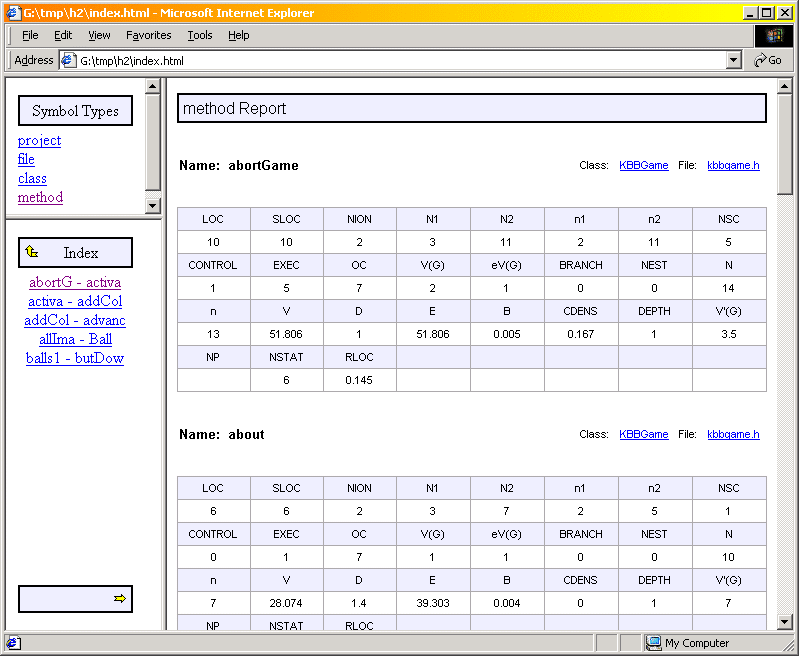 G:\tmp\h2\index.html - Microsoft Internet Explorer
File Edit View Favorites Tools Help
Address G:\tmp\h2\index.html Go
Symbol Types
project
file
class
method
Index
abortG - activa
activa - addCol
addCol - advanc
allIma - Ball
balls1 - butDow
method Report
Name: abortGame Class: KBBGame File: kbbgame.h
LOC SLOC NION N1 N2 n1 n2 NSC
10 10 2 3 11 2 11 5
CONTROL EXEC OC V(G) eV(G) BRANCH NEST N
1 5 7 2 1 0 0 14
n V D E B CDENS DEPTH V'(G)
13 51.806 1 51.806 0.005 0.167 1 3.5
NP NSTAT RLOC
6 0.145
Name: about Class: KBBGame File: kbbgame.h
LOC SLOC NION N1 N2 n1 n2 NSC
6 6 2 3 7 2 5 1
CONTROL EXEC OC V(G) eV(G) BRANCH NEST N
0 1 7 1 1 0 0 10
n V D E B CDENS DEPTH V'(G)
7 28.074 1.4 39.303 0.004 0 1 7
NP NSTAT RLOC
My Computer